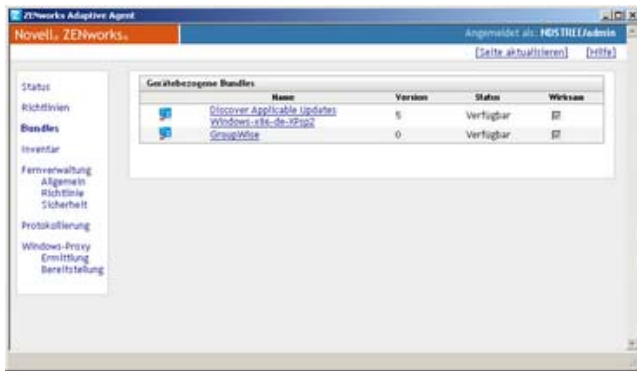 ZENworks Adaptive Agent
Novell® ZENworks®
Angemeldet als: NDSTREE/admin
[Seite aktualisieren] [Hilfe]
Status
Richtlinien
Bundles
Inventar
Fernverwaltung
Allgemein
Richtlinie
Sicherheit
Protokollierung
Windows-Proxy
Ermittlung
Bereitstellung
Gerätebezogene Bundles
Name Version Status Wirksam
Discover Applicable Updates
Windows-x86-de-XPsp2 5 Verfügbar
GroupWise 0 Verfügbar